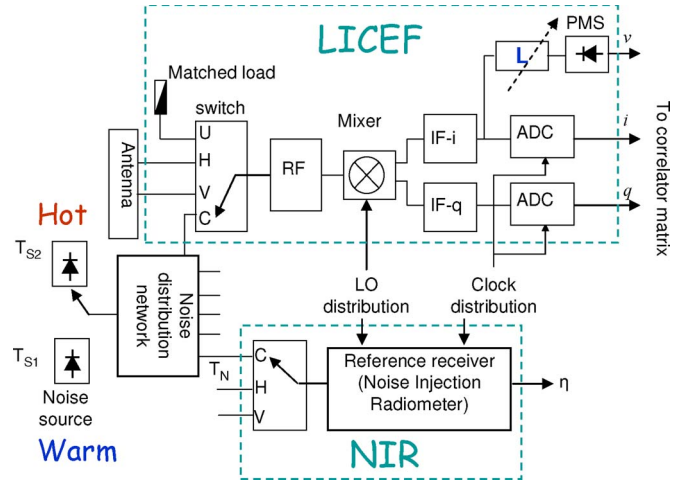 LICEF
PMS
v
L
Matched load
switch
Mixer
To correlator matrix
U
H
V
C
Antenna
RF
IF-i
ADC
i
IF-q
ADC
q
Hot
TS2
Noise
distribution
network
LO
distribution
Clock
distribution
TS1
Noise
source
Warm
TN
C
H
V
Reference receiver
(Noise Injection
Radiometer)
η
NIR